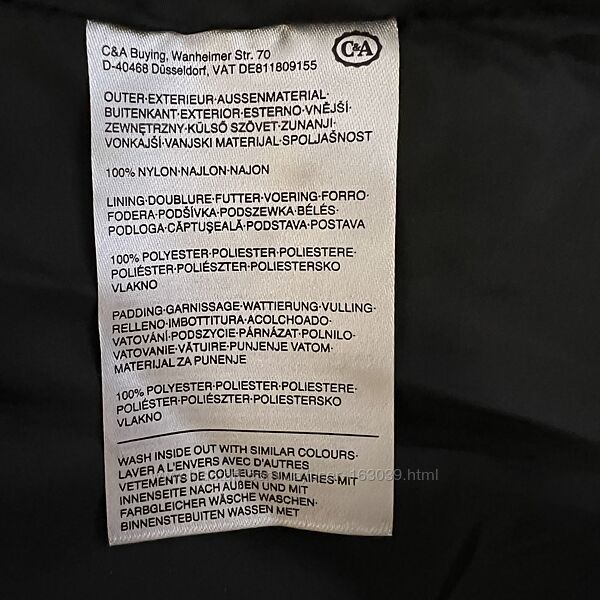 C&A Buying, Wanheimer Str. 70
D-40468 Düsseldorf, VAT DE811809155
C&A
OUTER·EXTERIEUR·AUSSENMATERIAL·
BUITENKANT·EXTERIOR·ESTERNO·VNĚJŠÍ·
ZEWNĘTRZNY·KÜLSŐ SZÖVET·ZUNANJI·
VONKAJŠÍ·VANJSKI MATERIJAL·SPOLJAŠNOST
100% NYLON·NAJLON·NAJON
LINING·DOUBLURE·FUTTER·VOERING·FORRO·
FODERA·PODŠÍVKA·PODSZEWKA·BÉLÉS·
PODLOGA·CĂPTUŞEALĂ·PODSTAVA·POSTAVA
100% POLYESTER·POLIESTER·POLIESTERE·
POLIÉSTER·POLIÉSZTER·POLIESTERSKO
VLAKNO
PADDING·GARNISSAGE·WATTIERUNG·VULLING·
RELLENO·IMBOTTITURA·ACOLCHOADO·
VATOVÁNÍ·PODSZYCIE·PÁRNÁZAT·POLNILO·
VATOVANIE·VĂTUIRE·PUNJENJE VATOM·
MATERIJAL ZA PUNENJE
100% POLYESTER·POLIESTER·POLIESTERE·
POLIÉSTER·POLIÉSZTER·POLIESTERSKO
VLAKNO
WASH INSIDE OUT WITH SIMILAR COLOURS·
LAVER A L'ENVERS AVEC D'AUTRES
VETEMENTS DE COULEURS SIMILAIRES·MIT
INNENSEITE NACH AUßEN UND MIT
FARBGLEICHER WÄSCHE WASCHEN·
BINNENSTEBUITEN WASSEN MET
163039.html